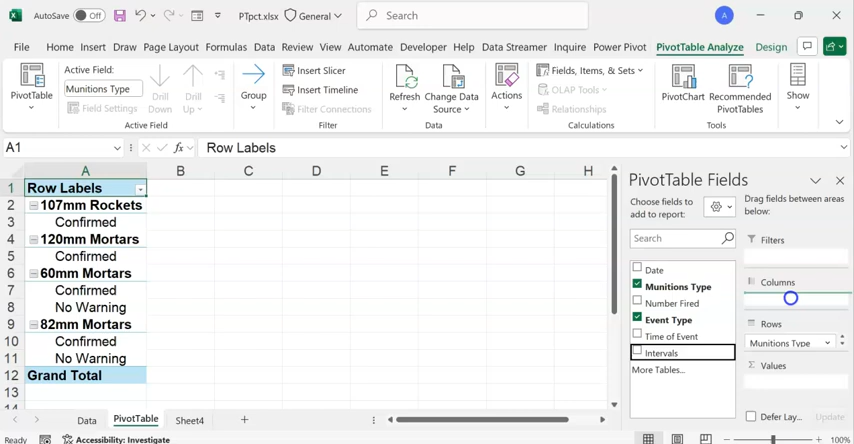 AutoSave Off PTpct.xlsx General Search A
File Home Insert Draw Page Layout Formulas Data Review View Automate Developer Help Data Streamer Inquire Power Pivot PivotTable Analyze Design
PivotTable
Active Field:
Munitions Type
Field Settings
Drill Down
Drill Up
Active Field
Group
Insert Slicer
Insert Timeline
Filter Connections
Filter
Refresh
Change Data Source
Data
Actions
Fields, Items, & Sets
OLAP Tools
Relationships
Calculations
PivotChart
Recommended PivotTables
Tools
Show
A1 fx Row Labels
A B C D E F G H
1 Row Labels
2 107mm Rockets
3 Confirmed
4 120mm Mortars
5 Confirmed
6 60mm Mortars
7 Confirmed
8 No Warning
9 82mm Mortars
10 Confirmed
11 No Warning
12 Grand Total
13
14
PivotTable Fields
Choose fields to add to report:
Search
Date
Munitions Type
Number Fired
Event Type
Time of Event
Intervals
More Tables...
Drag fields between areas below:
Filters
Columns
Rows
Munitions Type
Σ Values
Defer Lay... Update
Data PivotTable Sheet4
Ready Accessibility: Investigate 100%